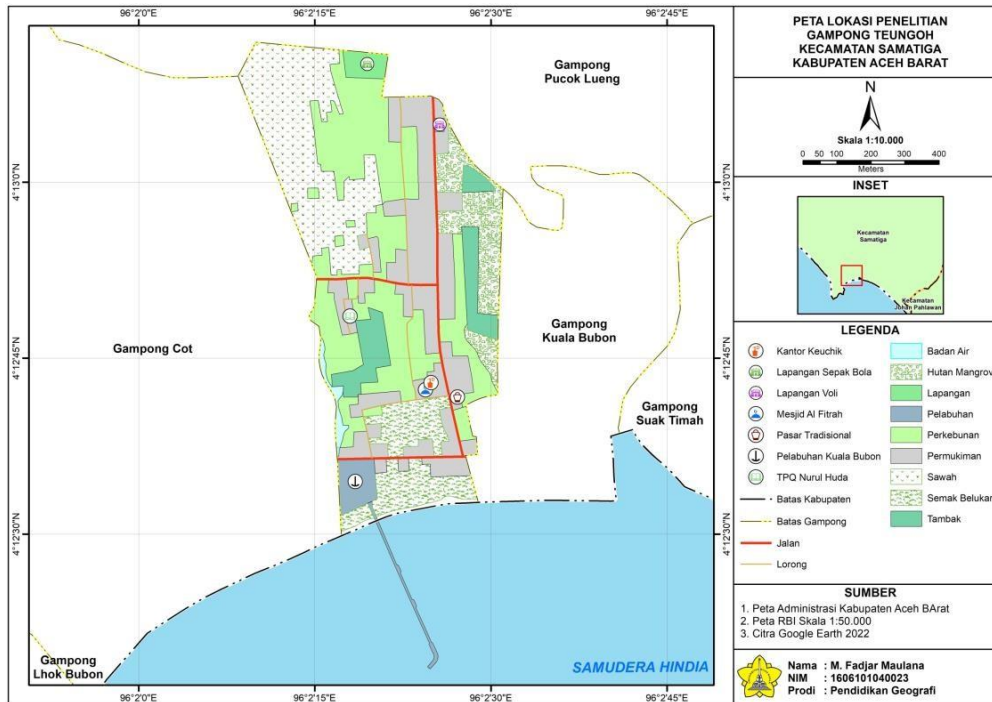 96°2'0"E
96°2'15"E
96°2'30"E
96°2'45"E
4°13'0"N
4°12'45"N
4°12'30"N
Gampong
Pucok Lueng
Gampong Cot
Gampong
Kuala Bubon
Gampong
Suak Timah
Gampong
Lhok Bubon
SAMUDERA HINDIA
4°13'0"N
4°12'45"N
4°12'30"N
96°2'0"E
96°2'15"E
96°2'30"E
96°2'45"E
PETA LOKASI PENELITIAN
GAMPONG TEUNGOH
KECAMATAN SAMATIGA
KABUPATEN ACEH BARAT
N
Skala 1:10.000
0 50 100 200 300 400
Meters
INSET
Kecamatan
Samatiga
Kecamatan
Johan Pahlawan
LEGENDA
Kantor Keuchik
Lapangan Sepak Bola
Lapangan Voli
Mesjid Al Fitrah
Pasar Tradisional
Pelabuhan Kuala Bubon
TPQ Nurul Huda
Batas Kabupaten
Batas Gampong
Jalan
Lorong
Badan Air
Hutan Mangrov
Lapangan
Pelabuhan
Perkebunan
Permukiman
Sawah
Semak Belukar
Tambak
SUMBER
1. Peta Administrasi Kabupaten Aceh BArat
2. Peta RBI Skala 1:50.000
3. Citra Google Earth 2022
Nama : M. Fadjar Maulana
NIM : 1606101040023
Prodi : Pendidikan Geografi